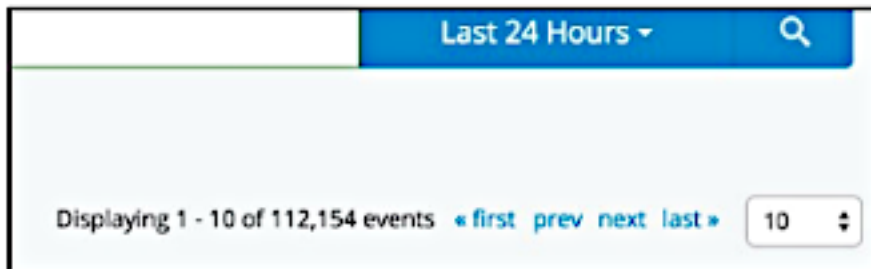 Last 24 Hours
Displaying 1 - 10 of 112,154 events « first prev next last » 10